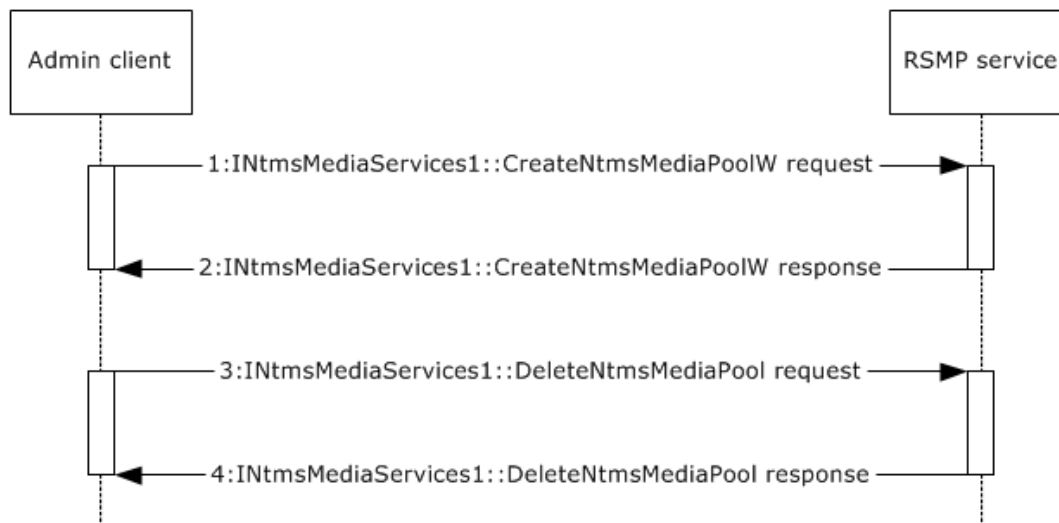 Admin client
RSMP service
1:INtmsMediaServices1::CreateNtmsMediaPoolW request
2:INtmsMediaServices1::CreateNtmsMediaPoolW response
3:INtmsMediaServices1::DeleteNtmsMediaPool request
4:INtmsMediaServices1::DeleteNtmsMediaPool response